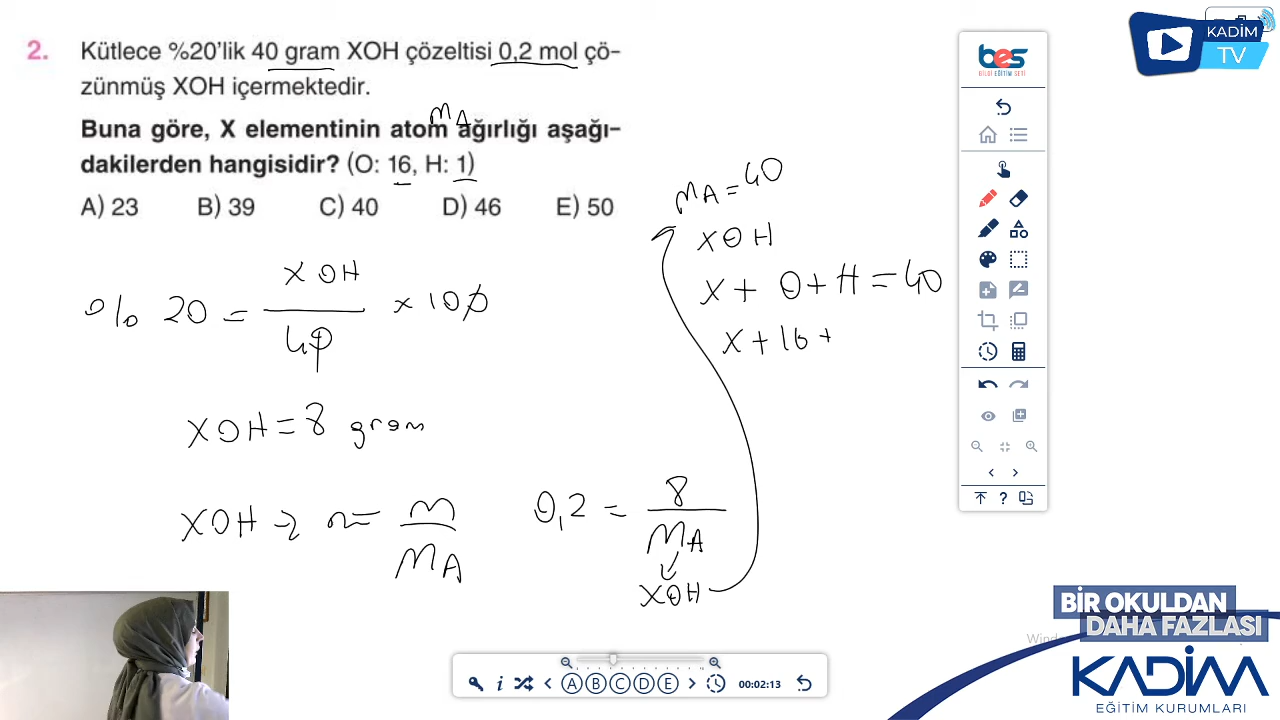 2. Kütlece %20'lik 40 gram XOH çözeltisi 0,2 mol çö-
zünmüş XOH içermektedir.
MA
Buna göre, X elementinin atom ağırlığı aşağı-
dakilerden hangisidir? (O: 16, H: 1)
A) 23 B) 39 C) 40 D) 46 E) 50
% 20 = XOH / 40 x 100
XOH = 8 gram
XOH → n = m / MA
0,2 = 8 / MA
XOH
MA = 40
XOH
X + O + H = 40
X + 16 +
bes
BİLGİ EĞİTİM SETİ
?
i A B C D E 00:02:13
KADİM
TV
BİR OKULDAN
DAHA FAZLASI
Wind
KADİM
EĞİTİM KURUMLARI